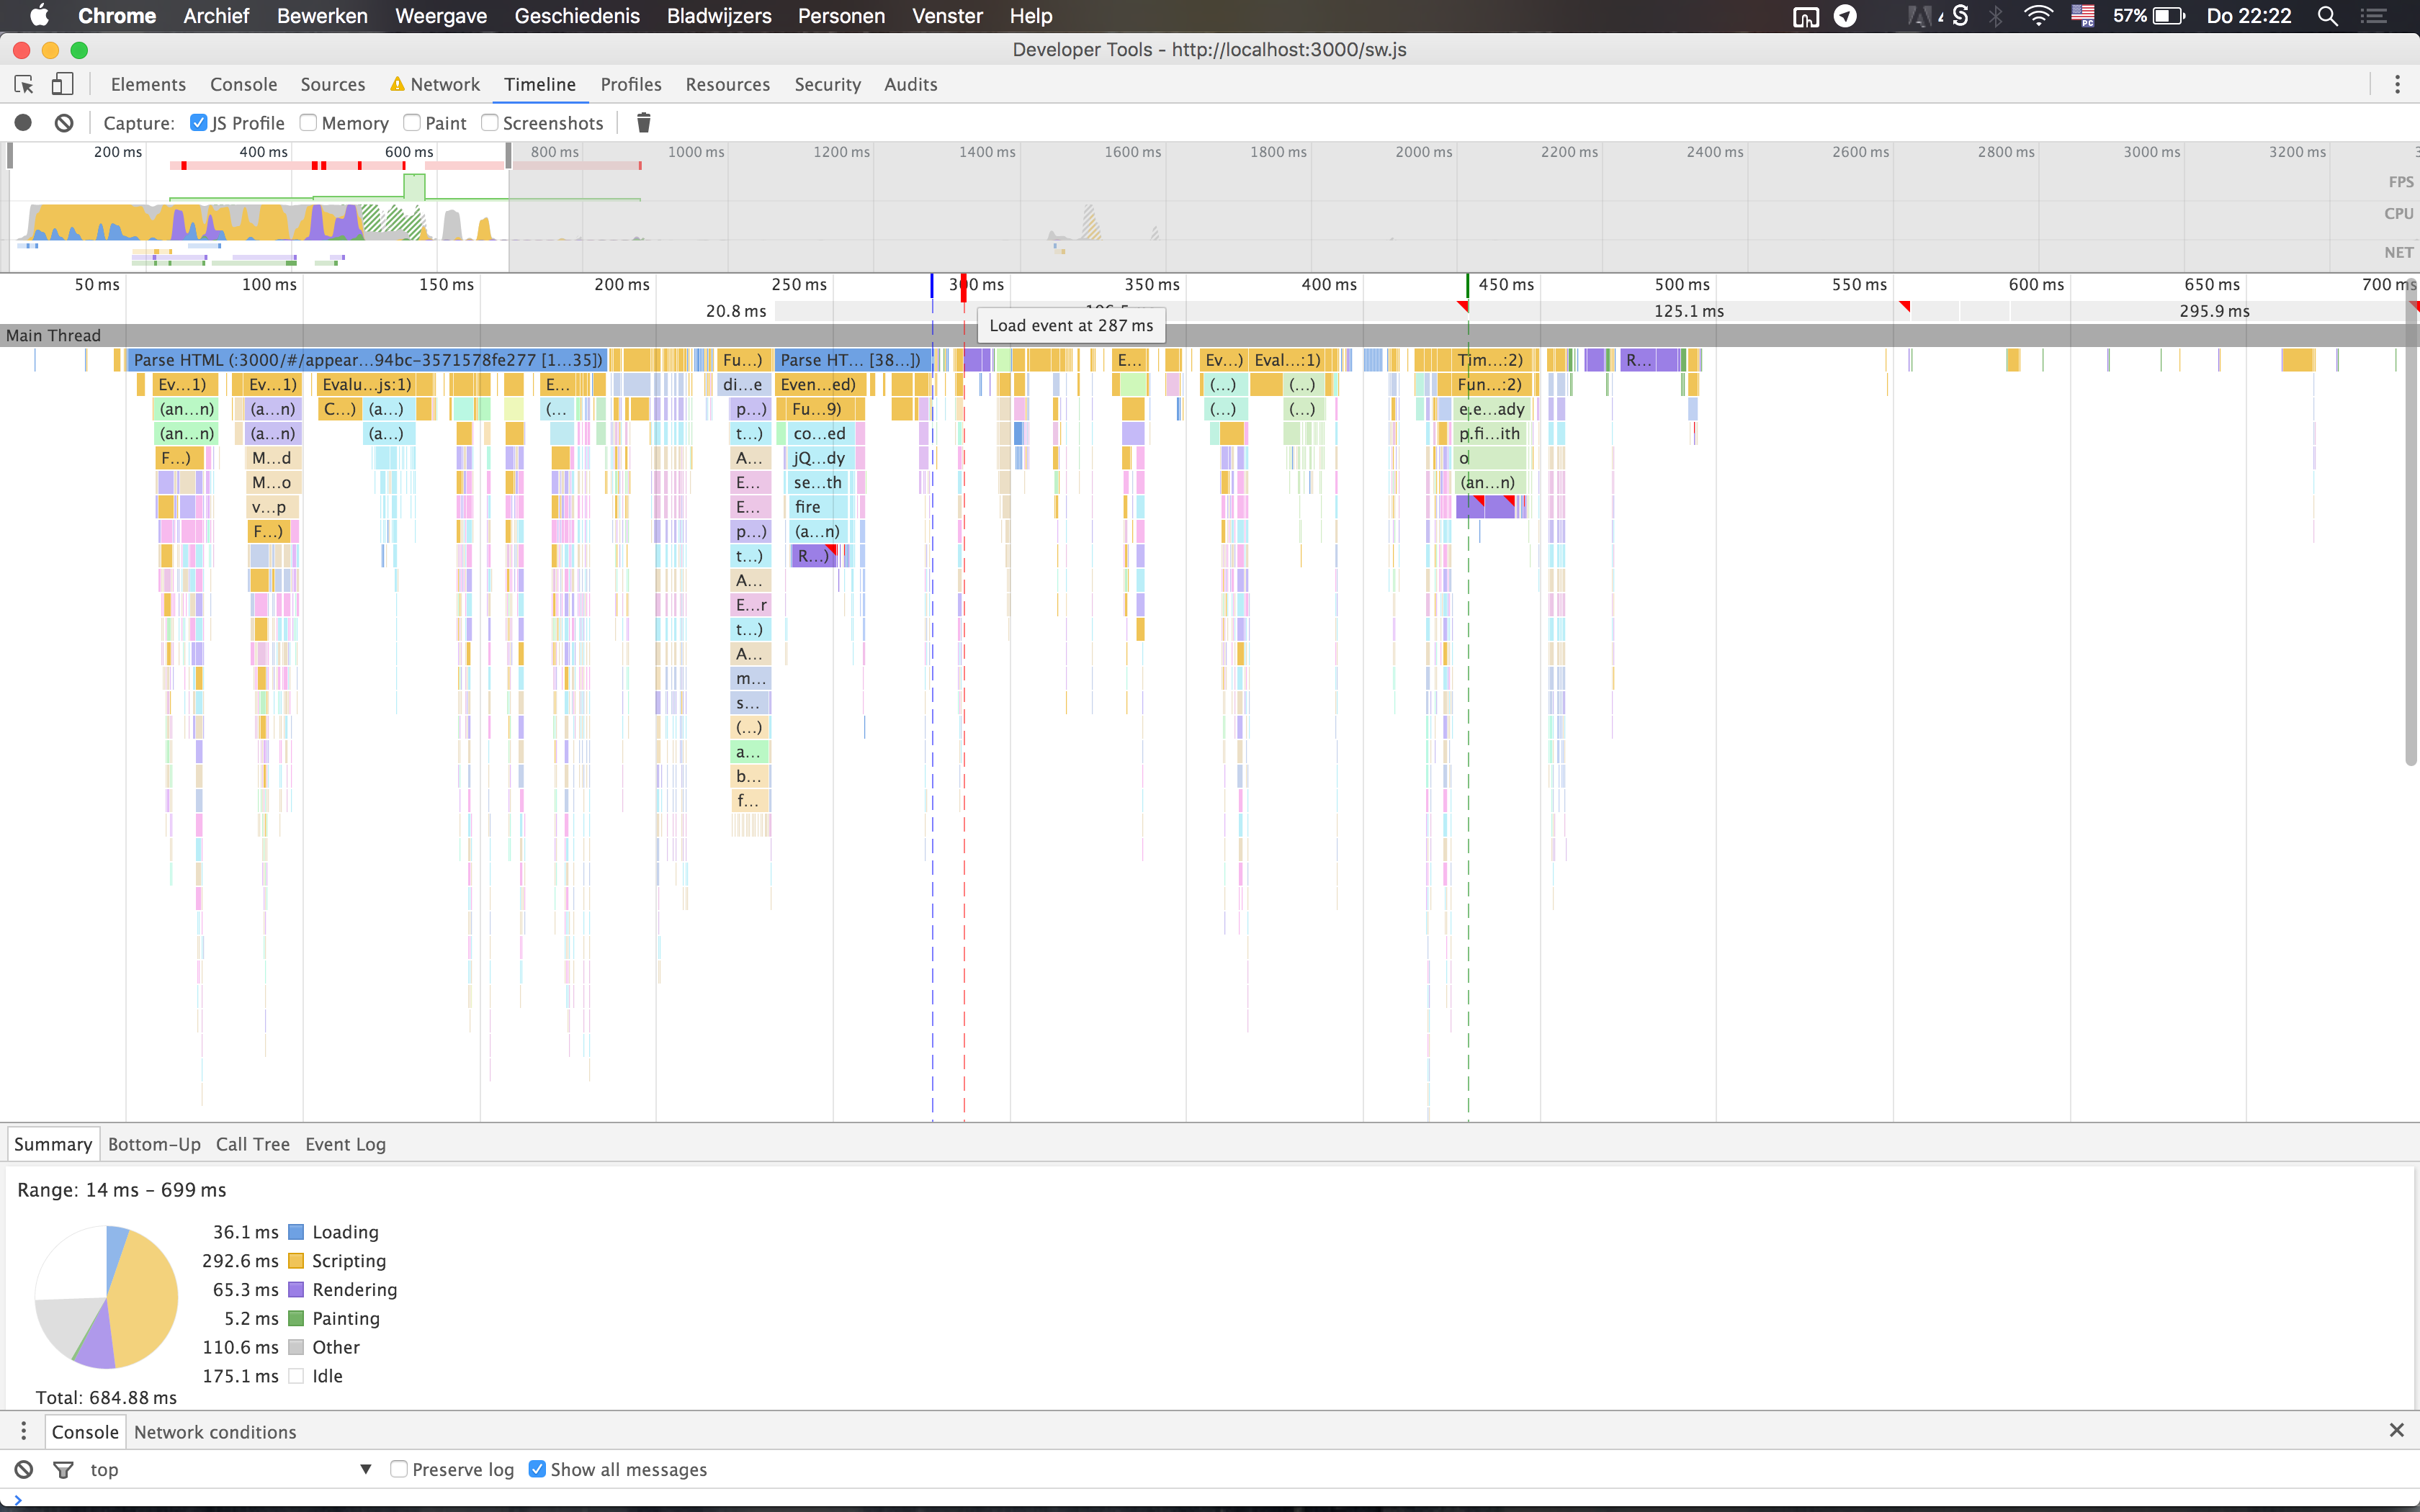 Chrome Archief Bewerken Weergave Geschiedenis Bladwijzers Personen Venster Help 57% Do 22:22
Developer Tools - http://localhost:3000/sw.js
Elements Console Sources Network Timeline Profiles Resources Security Audits
Capture: JS Profile Memory Paint Screenshots
200 ms 400 ms 600 ms 800 ms 1000 ms 1200 ms 1400 ms 1600 ms 1800 ms 2000 ms 2200 ms 2400 ms 2600 ms 2800 ms 3000 ms 3200 ms
FPS
CPU
NET
50 ms 100 ms 150 ms 200 ms 250 ms 300 ms 350 ms 400 ms 450 ms 500 ms 550 ms 600 ms 650 ms 700 ms
20.8 ms 125.1 ms 295.9 ms
Load event at 287 ms
Main Thread
Parse HTML (:3000/#/appear...94bc-3571578fe277 [1...35]) Fu...) Parse HT... [38...]) E... Ev...) Eval...:1) Tim...:2) R...
Ev...1) Ev...1) Evalu...js:1) E... di...e Even...ed) (...) (...) Fun...:2)
(an...n) (a...n) C...) (a...) (... p...) Fu...9) (...) (...) e.e...ady
(an...n) (a...n) (a...) t...) co...ed p.fi...ith
F...) M...d A... jQ...dy o
M...o E... se...th (an...n)
v...p E... fire
F...) p...) (a...n)
t...) R...)
A...
E...r
t...)
A...
m...
s...
(...)
a...
b...
f...
Summary Bottom-Up Call Tree Event Log
Range: 14 ms – 699 ms
36.1 ms Loading
292.6 ms Scripting
65.3 ms Rendering
5.2 ms Painting
110.6 ms Other
175.1 ms Idle
Total: 684.88 ms
Console Network conditions
top Preserve log Show all messages